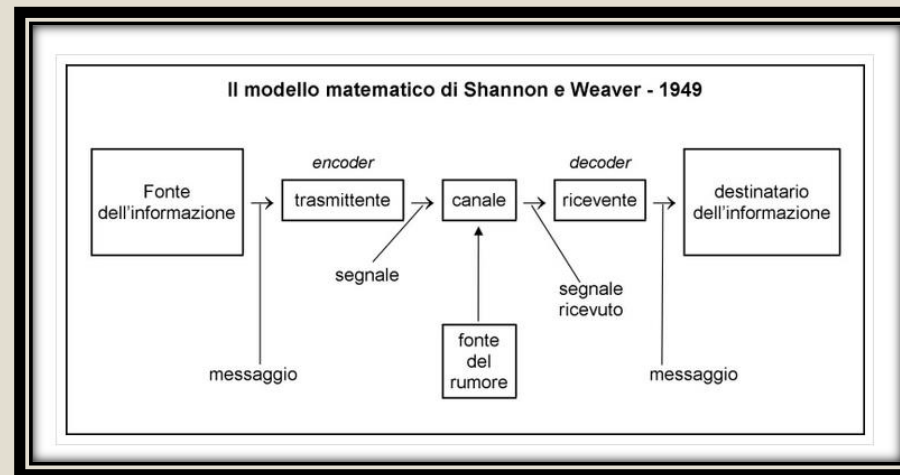 Il modello matematico di Shannon e Weaver - 1949
encoder
decoder
Fonte
dell'informazione
trasmittente
canale
ricevente
destinatario
dell'informazione
segnale
segnale
ricevuto
fonte
del
rumore
messaggio
messaggio